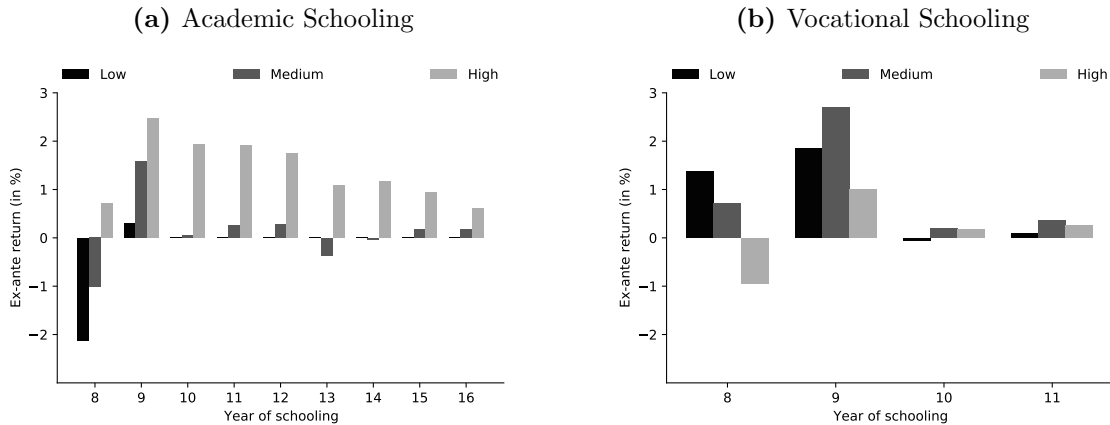 (a) Academic Schooling
Low Medium High
Ex-ante return (in %)
3
2
1
0
−1
−2
8 9 10 11 12 13 14 15 16
Year of schooling
(b) Vocational Schooling
Low Medium High
Ex-ante return (in %)
3
2
1
0
−1
−2
8 9 10 11
Year of schooling